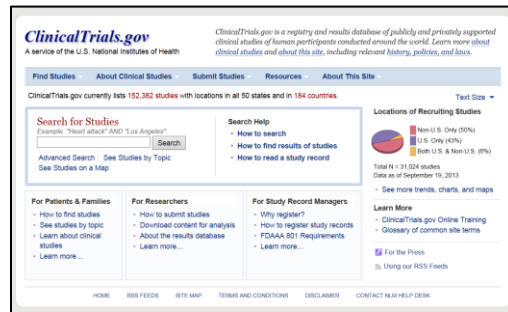 ClinicalTrials.gov
A service of the U.S. National Institutes of Health
ClinicalTrials.gov is a registry and results database of publicly and privately supported
clinical studies of human participants conducted around the world. Learn more about
clinical studies and about this site, including relevant history, policies, and laws.
Find Studies
About Clinical Studies
Submit Studies
Resources
About This Site
ClinicalTrials.gov currently lists 152,382 studies with locations in all 50 states and in 184 countries.
Text Size
Search for Studies
Example: "Heart attack" AND "Los Angeles"
Search
Advanced Search
See Studies by Topic
See Studies on a Map
Search Help
How to search
How to find results of studies
How to read a study record
Locations of Recruiting Studies
Non-U.S. Only (50%)
U.S. Only (43%)
Both U.S. & Non-U.S. (6%)
Total N = 31,024 studies
Data as of September 19, 2013
See more trends, charts, and maps
Learn More
ClinicalTrials.gov Online Training
Glossary of common site terms
For the Press
Using our RSS Feeds
For Patients & Families
How to find studies
See studies by topic
Learn about clinical
studies
Learn more...
For Researchers
How to submit studies
Download content for analysis
About the results database
Learn more...
For Study Record Managers
Why register?
How to register study records
FDAAA 801 Requirements
Learn more...
HOME
RSS FEEDS
SITE MAP
TERMS AND CONDITIONS
DISCLAIMER
CONTACT NLM HELP DESK